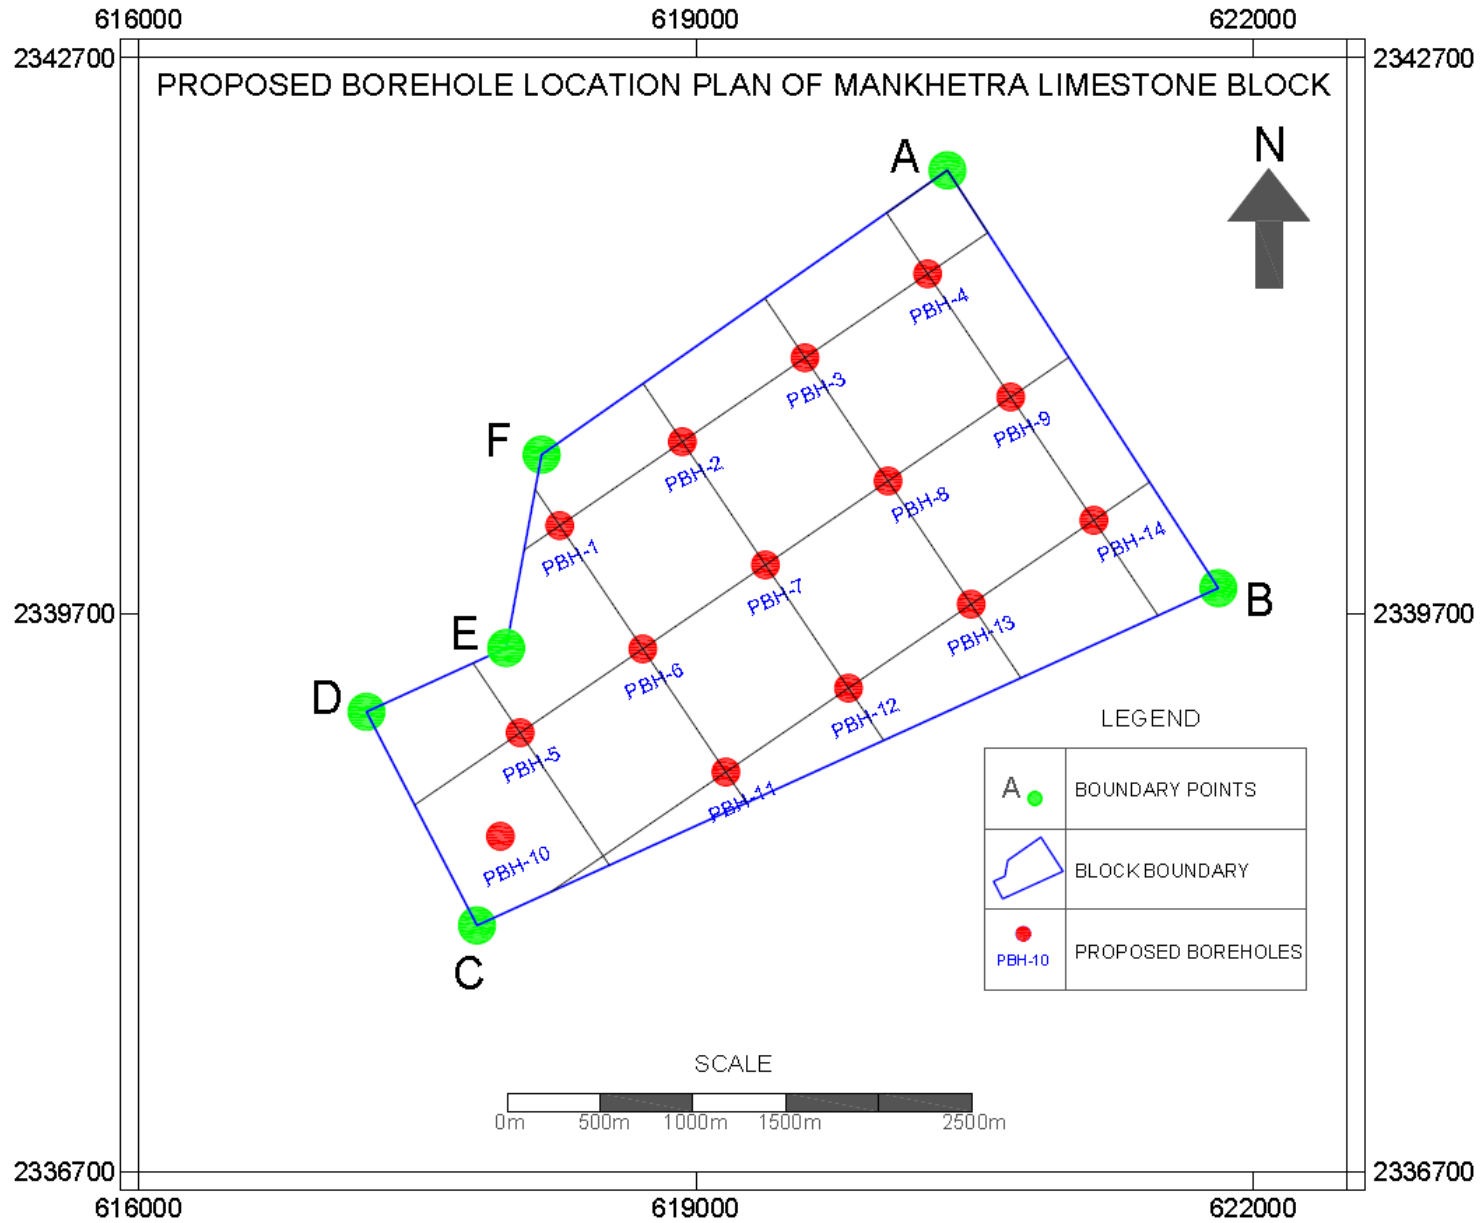 616000 619000 622000
2342700 2342700
PROPOSED BOREHOLE LOCATION PLAN OF MANKHETRA LIMESTONE BLOCK
A
N
PBH-4
PBH-3
PBH-9
F
PBH-2
PBH-8
PBH-14
PBH-1
PBH-7
B
2339700 2339700
E
PBH-13
PBH-6
D
PBH-12
PBH-5
PBH-11
PBH-10
C
LEGEND
A BOUNDARY POINTS
BLOCK BOUNDARY
PBH-10 PROPOSED BOREHOLES
SCALE
0m 500m 1000m 1500m 2500m
2336700 2336700
616000 619000 622000